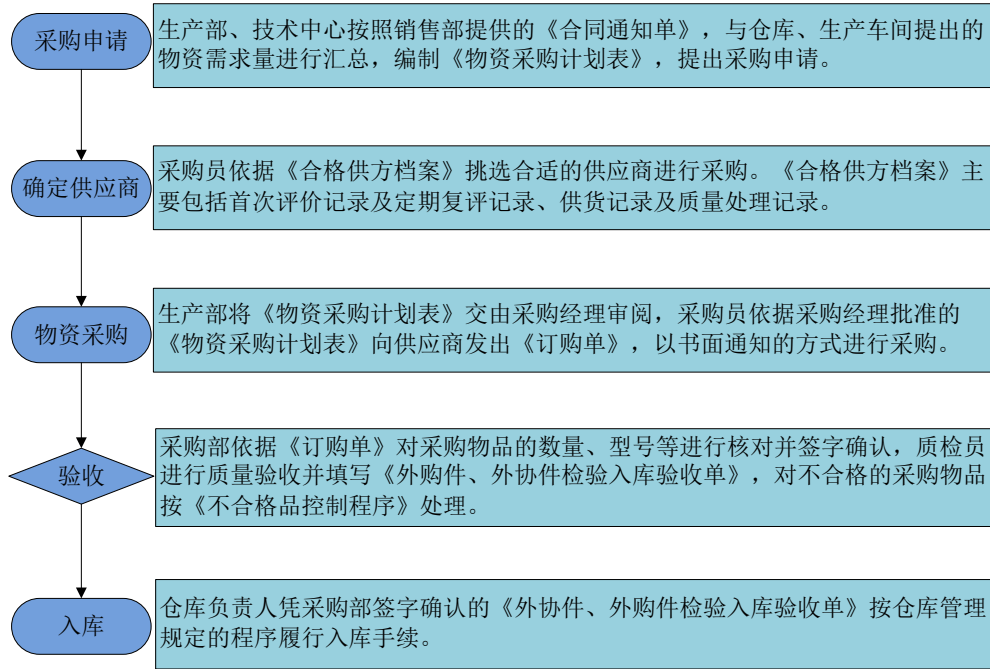 采购申请
生产部、技术中心按照销售部提供的《合同通知单》，与仓库、生产车间提出的
物资需求量进行汇总，编制《物资采购计划表》，提出采购申请。
确定供应商
采购员依据《合格供方档案》挑选合适的供应商进行采购。《合格供方档案》主
要包括首次评价记录及定期复评记录、供货记录及质量处理记录。
物资采购
生产部将《物资采购计划表》交由采购经理审阅，采购员依据采购经理批准的
《物资采购计划表》向供应商发出《订购单》，以书面通知的方式进行采购。
验收
采购部依据《订购单》对采购物品的数量、型号等进行核对并签字确认，质检员
进行质量验收并填写《外购件、外协件检验入库验收单》，对不合格的采购物品
按《不合格品控制程序》处理。
入库
仓库负责人凭采购部签字确认的《外协件、外购件检验入库验收单》按仓库管理
规定的程序履行入库手续。